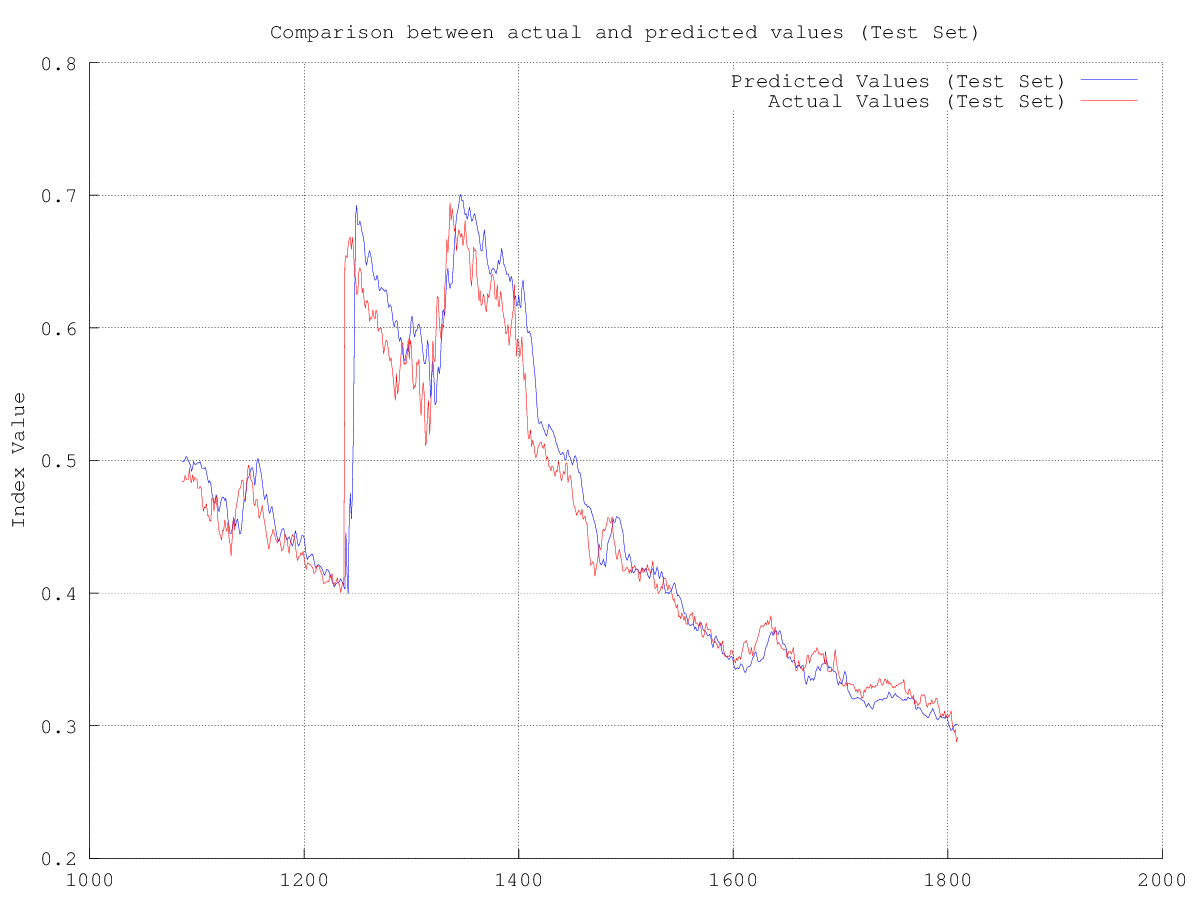 Comparison between actual and predicted values (Test Set)
Predicted Values (Test Set)
Actual Values (Test Set)
0.8
0.7
0.6
0.5
0.4
0.3
0.2
Index Value
1000 1200 1400 1600 1800 2000